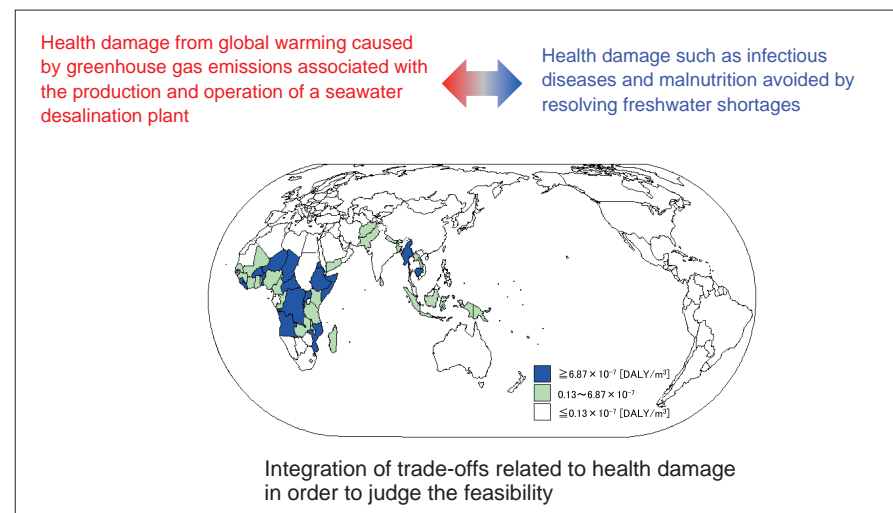 Health damage from global warming caused
by greenhouse gas emissions associated with
the production and operation of a seawater
desalination plant
Health damage such as infectious
diseases and malnutrition avoided by
resolving freshwater shortages
≧6.87×10⁻⁷ [DALY/m³]
0.13～6.87×10⁻⁷
≦0.13×10⁻⁷ [DALY/m³]
Integration of trade-offs related to health damage
in order to judge the feasibility